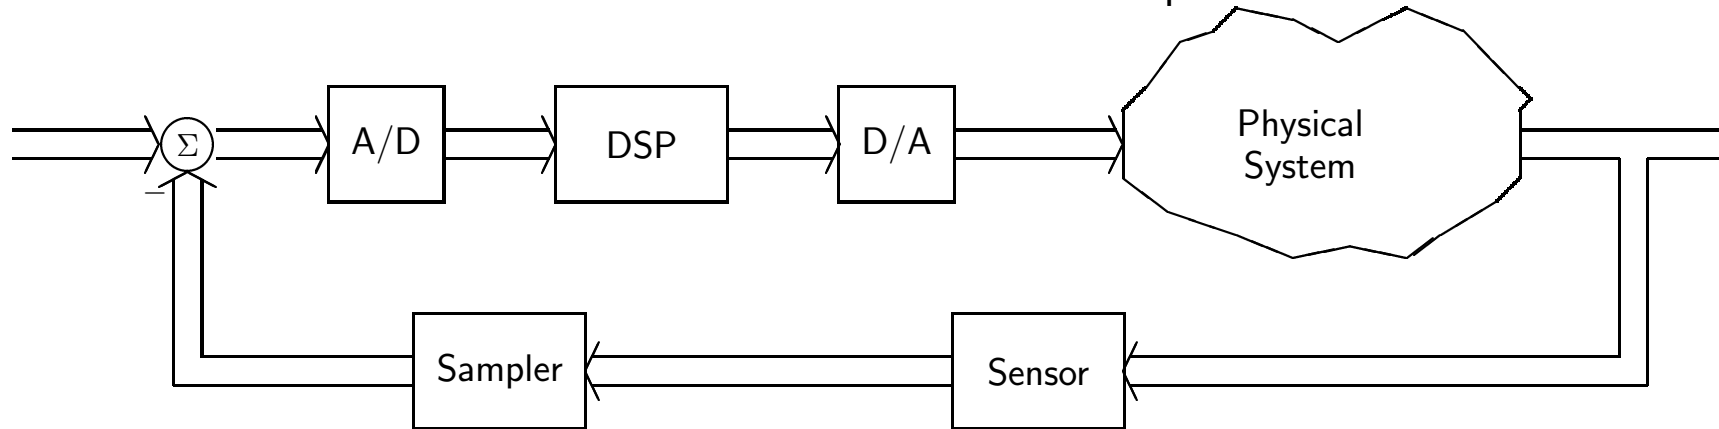 Σ
A/D
DSP
D/A
Physical
System
−
Sampler
Sensor